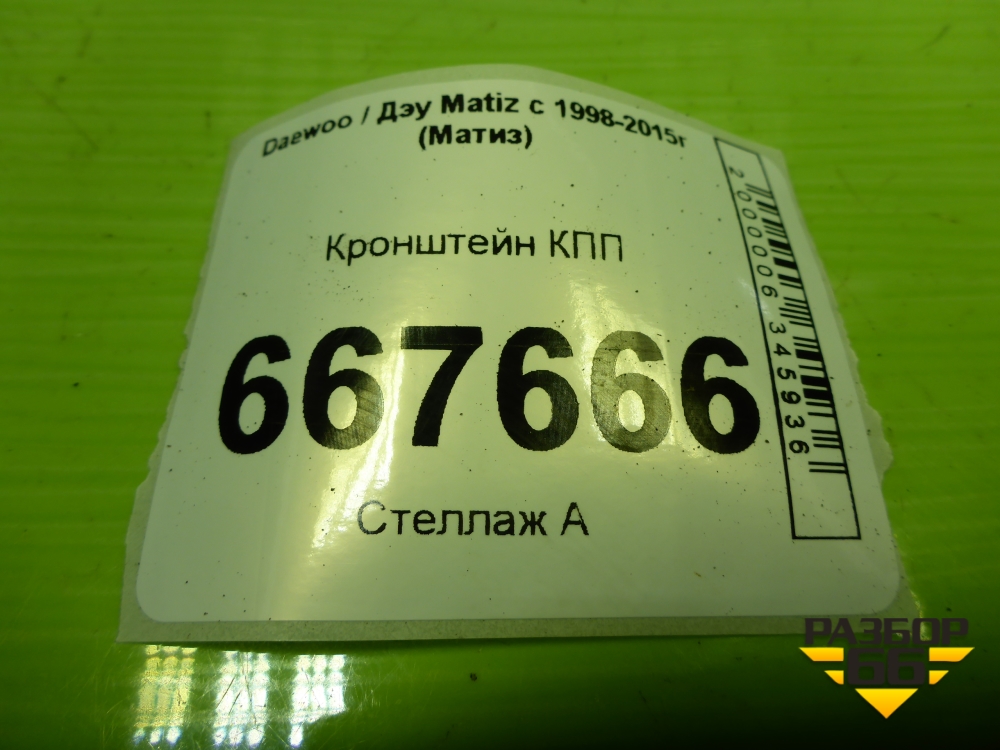 Daewoo / Дэу Matiz с 1998-2015г
(Матиз)
Кронштейн КПП
667666
Стеллаж А
2000006345936
РАЗБОР
66